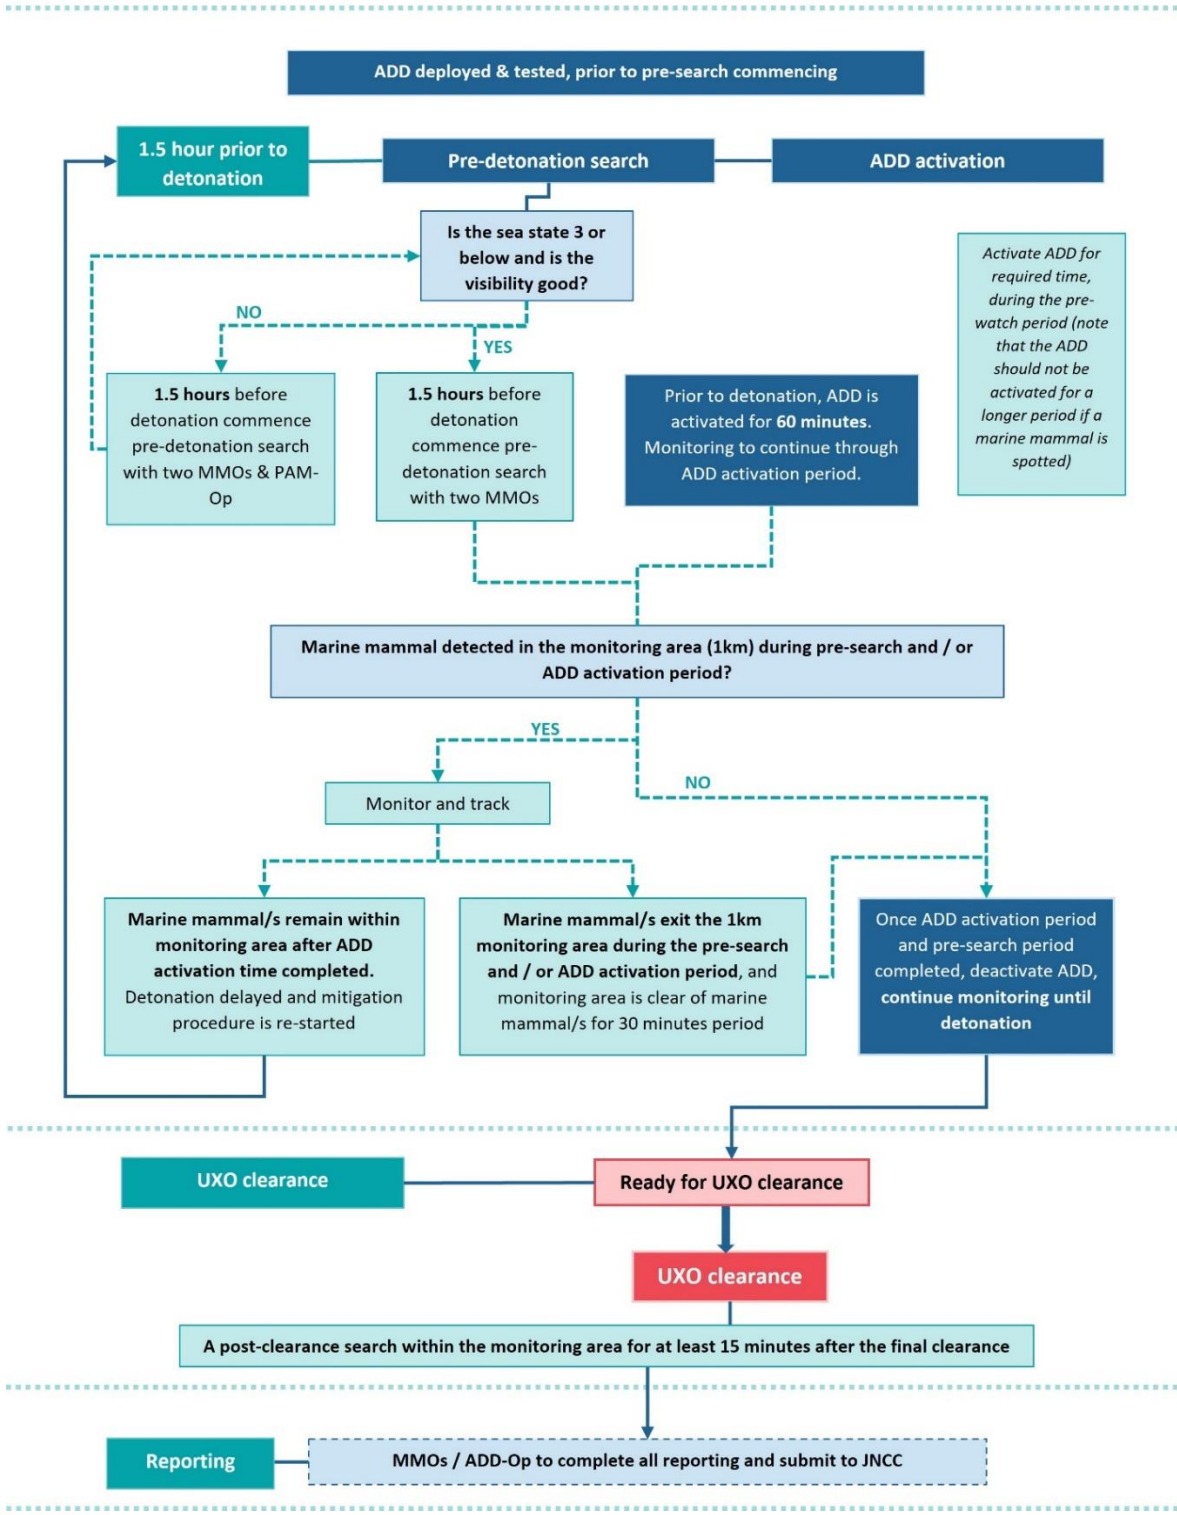 ADD deployed & tested, prior to pre-search commencing
1.5 hour prior to
detonation
Pre-detonation search
ADD activation
Is the sea state 3 or
below and is the
visibility good?
Activate ADD for
required time,
during the pre-
watch period (note
that the ADD
should not be
activated for a
longer period if a
marine mammal is
spotted)
NO
YES
1.5 hours before
detonation commence
pre-detonation search
with two MMOs & PAM-
Op
1.5 hours before
detonation
commence pre-
detonation search
with two MMOs
Prior to detonation, ADD is
activated for 60 minutes.
Monitoring to continue through
ADD activation period.
Marine mammal detected in the monitoring area (1km) during pre-search and / or
ADD activation period?
YES
NO
Monitor and track
Marine mammal/s remain within
monitoring area after ADD
activation time completed.
Detonation delayed and mitigation
procedure is re-started
Marine mammal/s exit the 1km
monitoring area during the pre-search
and / or ADD activation period, and
monitoring area is clear of marine
mammal/s for 30 minutes period
Once ADD activation period
and pre-search period
completed, deactivate ADD,
continue monitoring until
detonation
UXO clearance
Ready for UXO clearance
UXO clearance
A post-clearance search within the monitoring area for at least 15 minutes after the final clearance
Reporting
MMOs / ADD-Op to complete all reporting and submit to JNCC